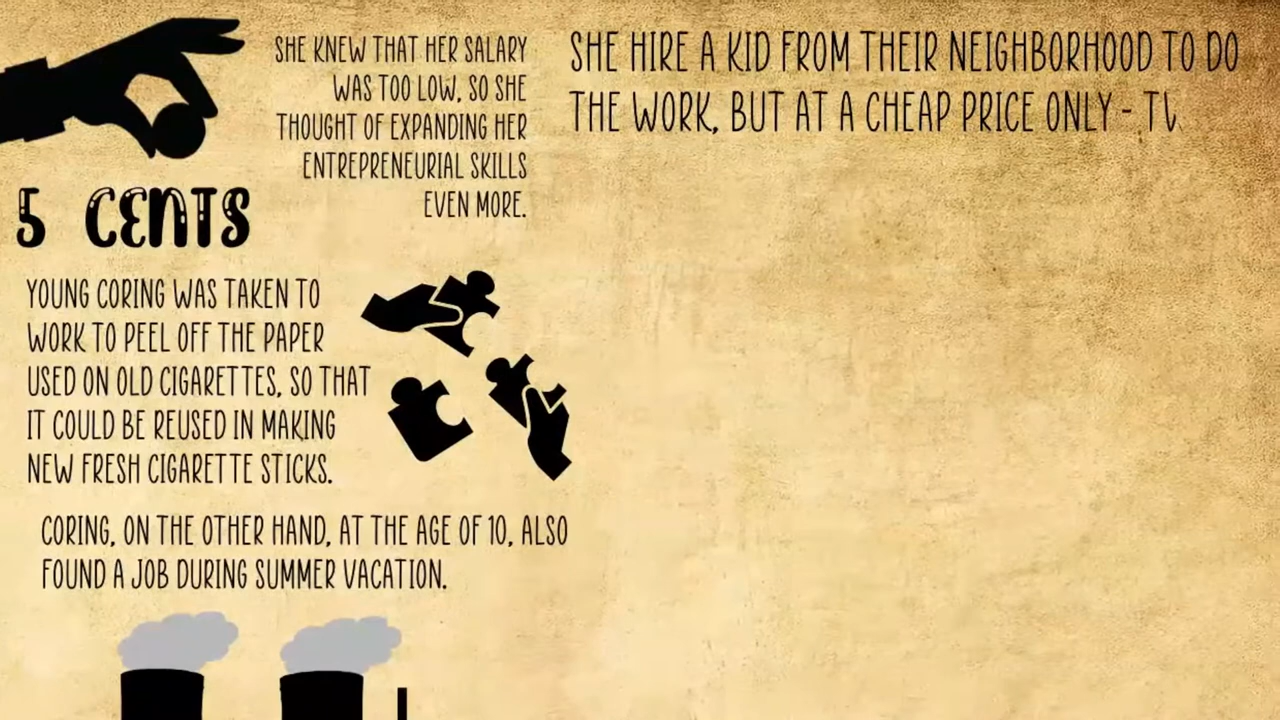 SHE KNEW THAT HER SALARY
WAS TOO LOW, SO SHE
THOUGHT OF EXPANDING HER
ENTREPRENEURIAL SKILLS
EVEN MORE.
SHE HIRE A KID FROM THEIR NEIGHBORHOOD TO DO
THE WORK, BUT AT A CHEAP PRICE ONLY -
5 CENTS
YOUNG CORING WAS TAKEN TO
WORK TO PEEL OFF THE PAPER
USED ON OLD CIGARETTES, SO THAT
IT COULD BE REUSED IN MAKING
NEW FRESH CIGARETTE STICKS.
CORING, ON THE OTHER HAND, AT THE AGE OF 10, ALSO
FOUND A JOB DURING SUMMER VACATION.